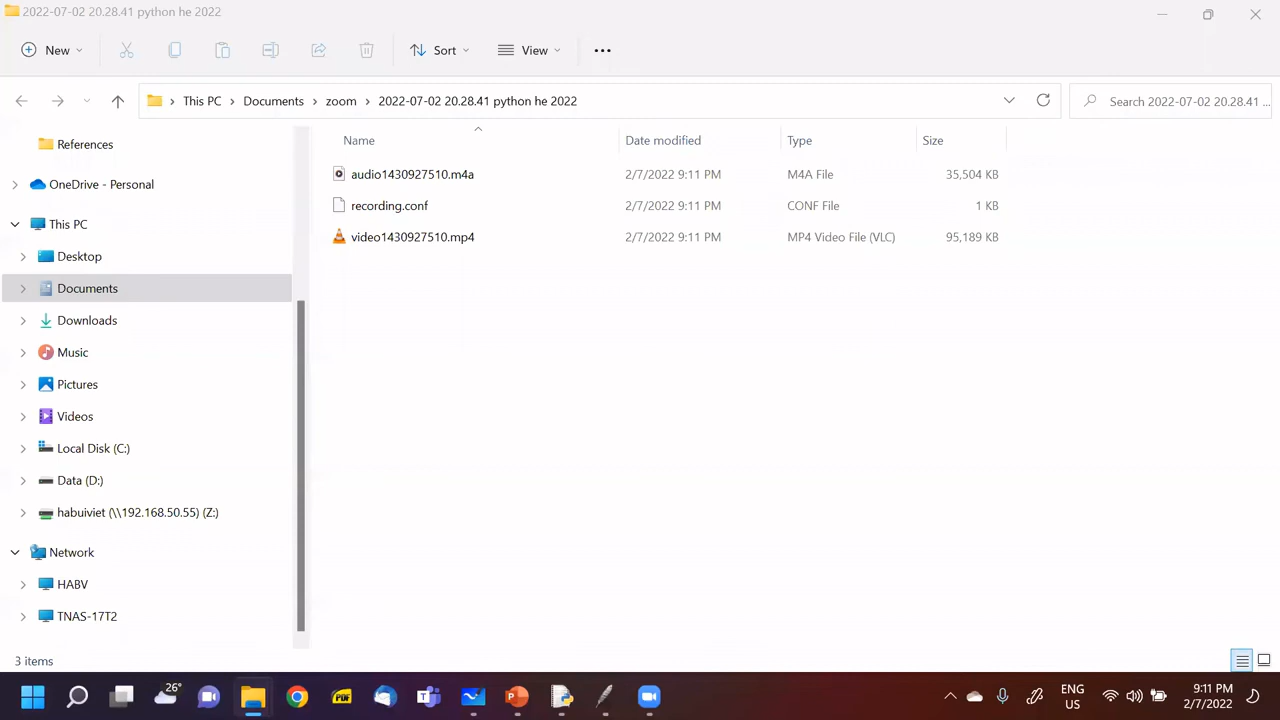 2022-07-02 20.28.41 python he 2022
New Sort View
This PC Documents zoom 2022-07-02 20.28.41 python he 2022 Search 2022-07-02 20.28.41 ...
Name Date modified Type Size
audio1430927510.m4a 2/7/2022 9:11 PM M4A File 35,504 KB
recording.conf 2/7/2022 9:11 PM CONF File 1 KB
video1430927510.mp4 2/7/2022 9:11 PM MP4 Video File (VLC) 95,189 KB
References
OneDrive - Personal
This PC
Desktop
Documents
Downloads
Music
Pictures
Videos
Local Disk (C:)
Data (D:)
habuiviet (\\192.168.50.55) (Z:)
Network
HABV
TNAS-17T2
3 items
26°
PDF
ENG
US
9:11 PM
2/7/2022